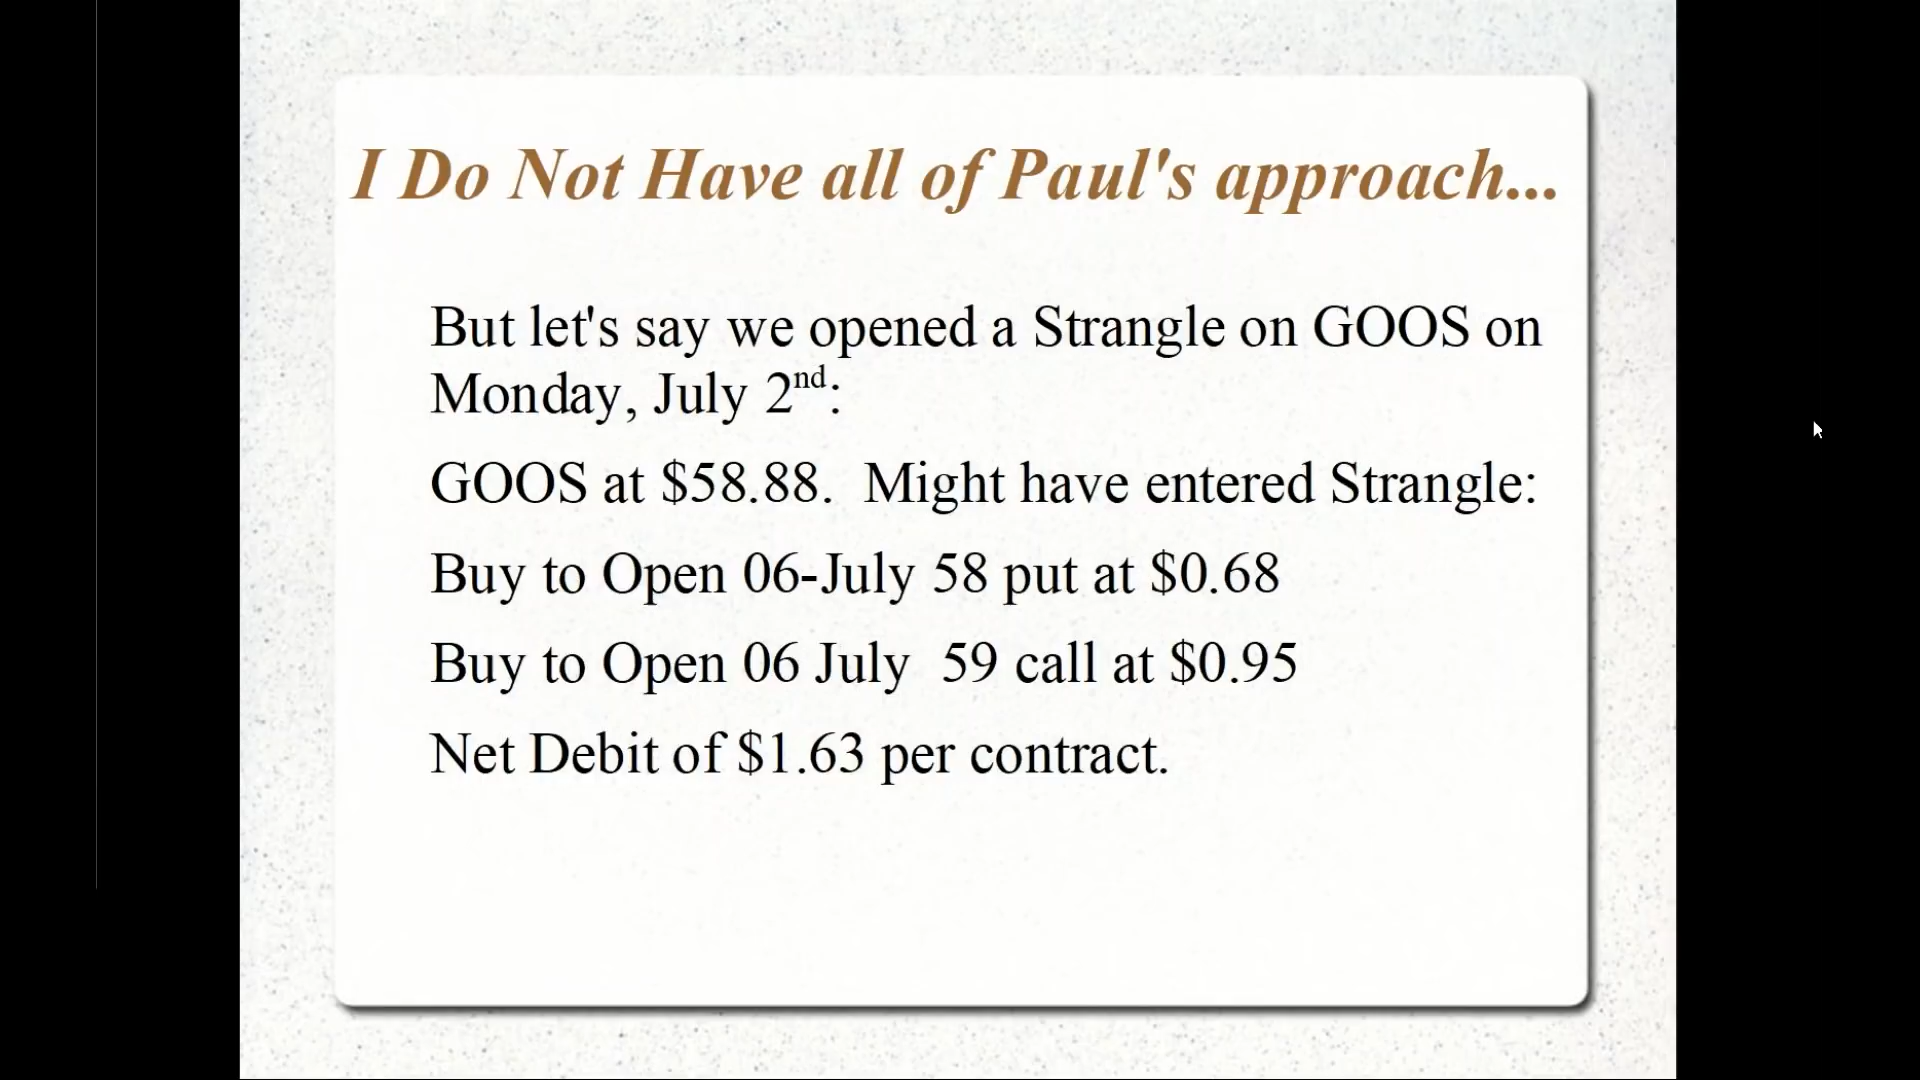 I Do Not Have all of Paul's approach...
But let's say we opened a Strangle on GOOS on
Monday, July 2nd:
GOOS at $58.88.  Might have entered Strangle:
Buy to Open 06-July 58 put at $0.68
Buy to Open 06 July  59 call at $0.95
Net Debit of $1.63 per contract.